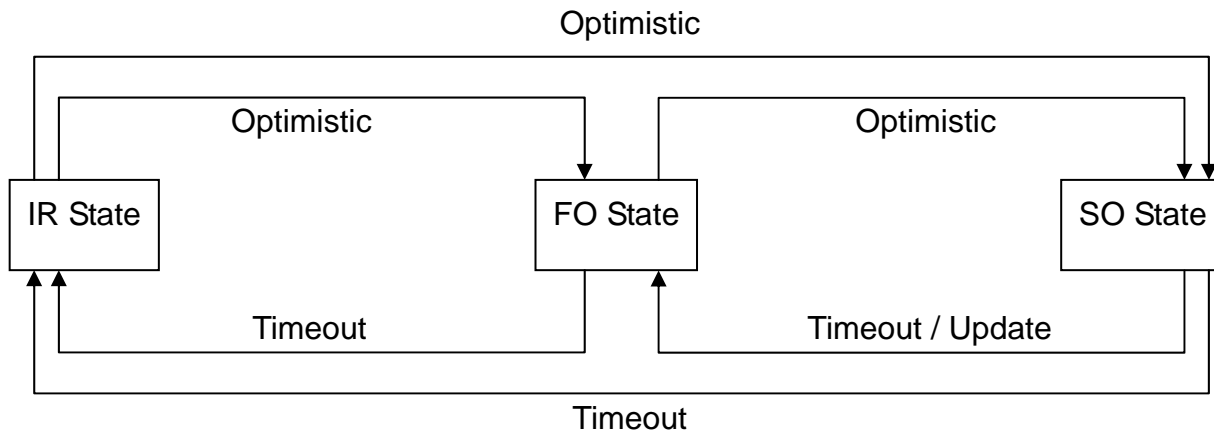 Optimistic
Optimistic
Optimistic
IR State
FO State
SO State
Timeout
Timeout / Update
Timeout